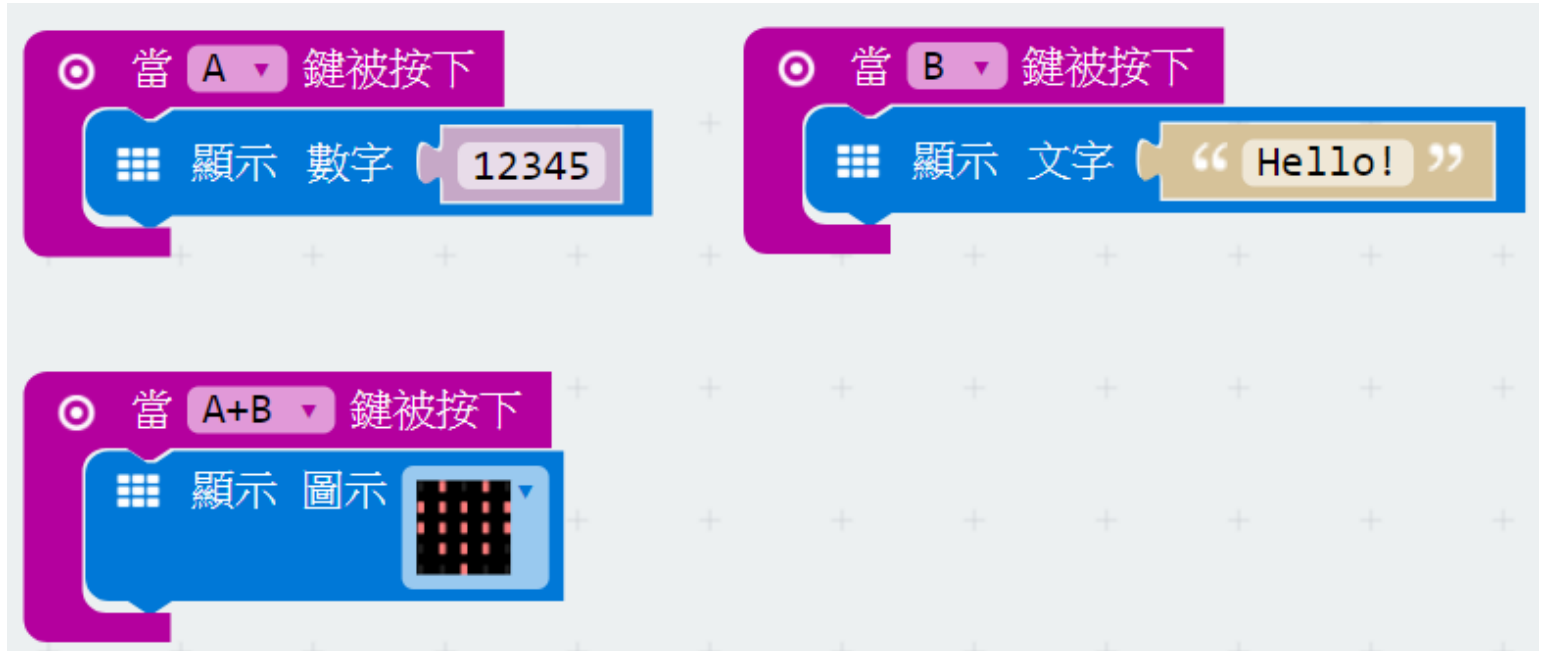 當 A 鍵被按下
顯示 數字 12345
當 B 鍵被按下
顯示 文字 “ Hello! ”
當 A+B 鍵被按下
顯示 圖示